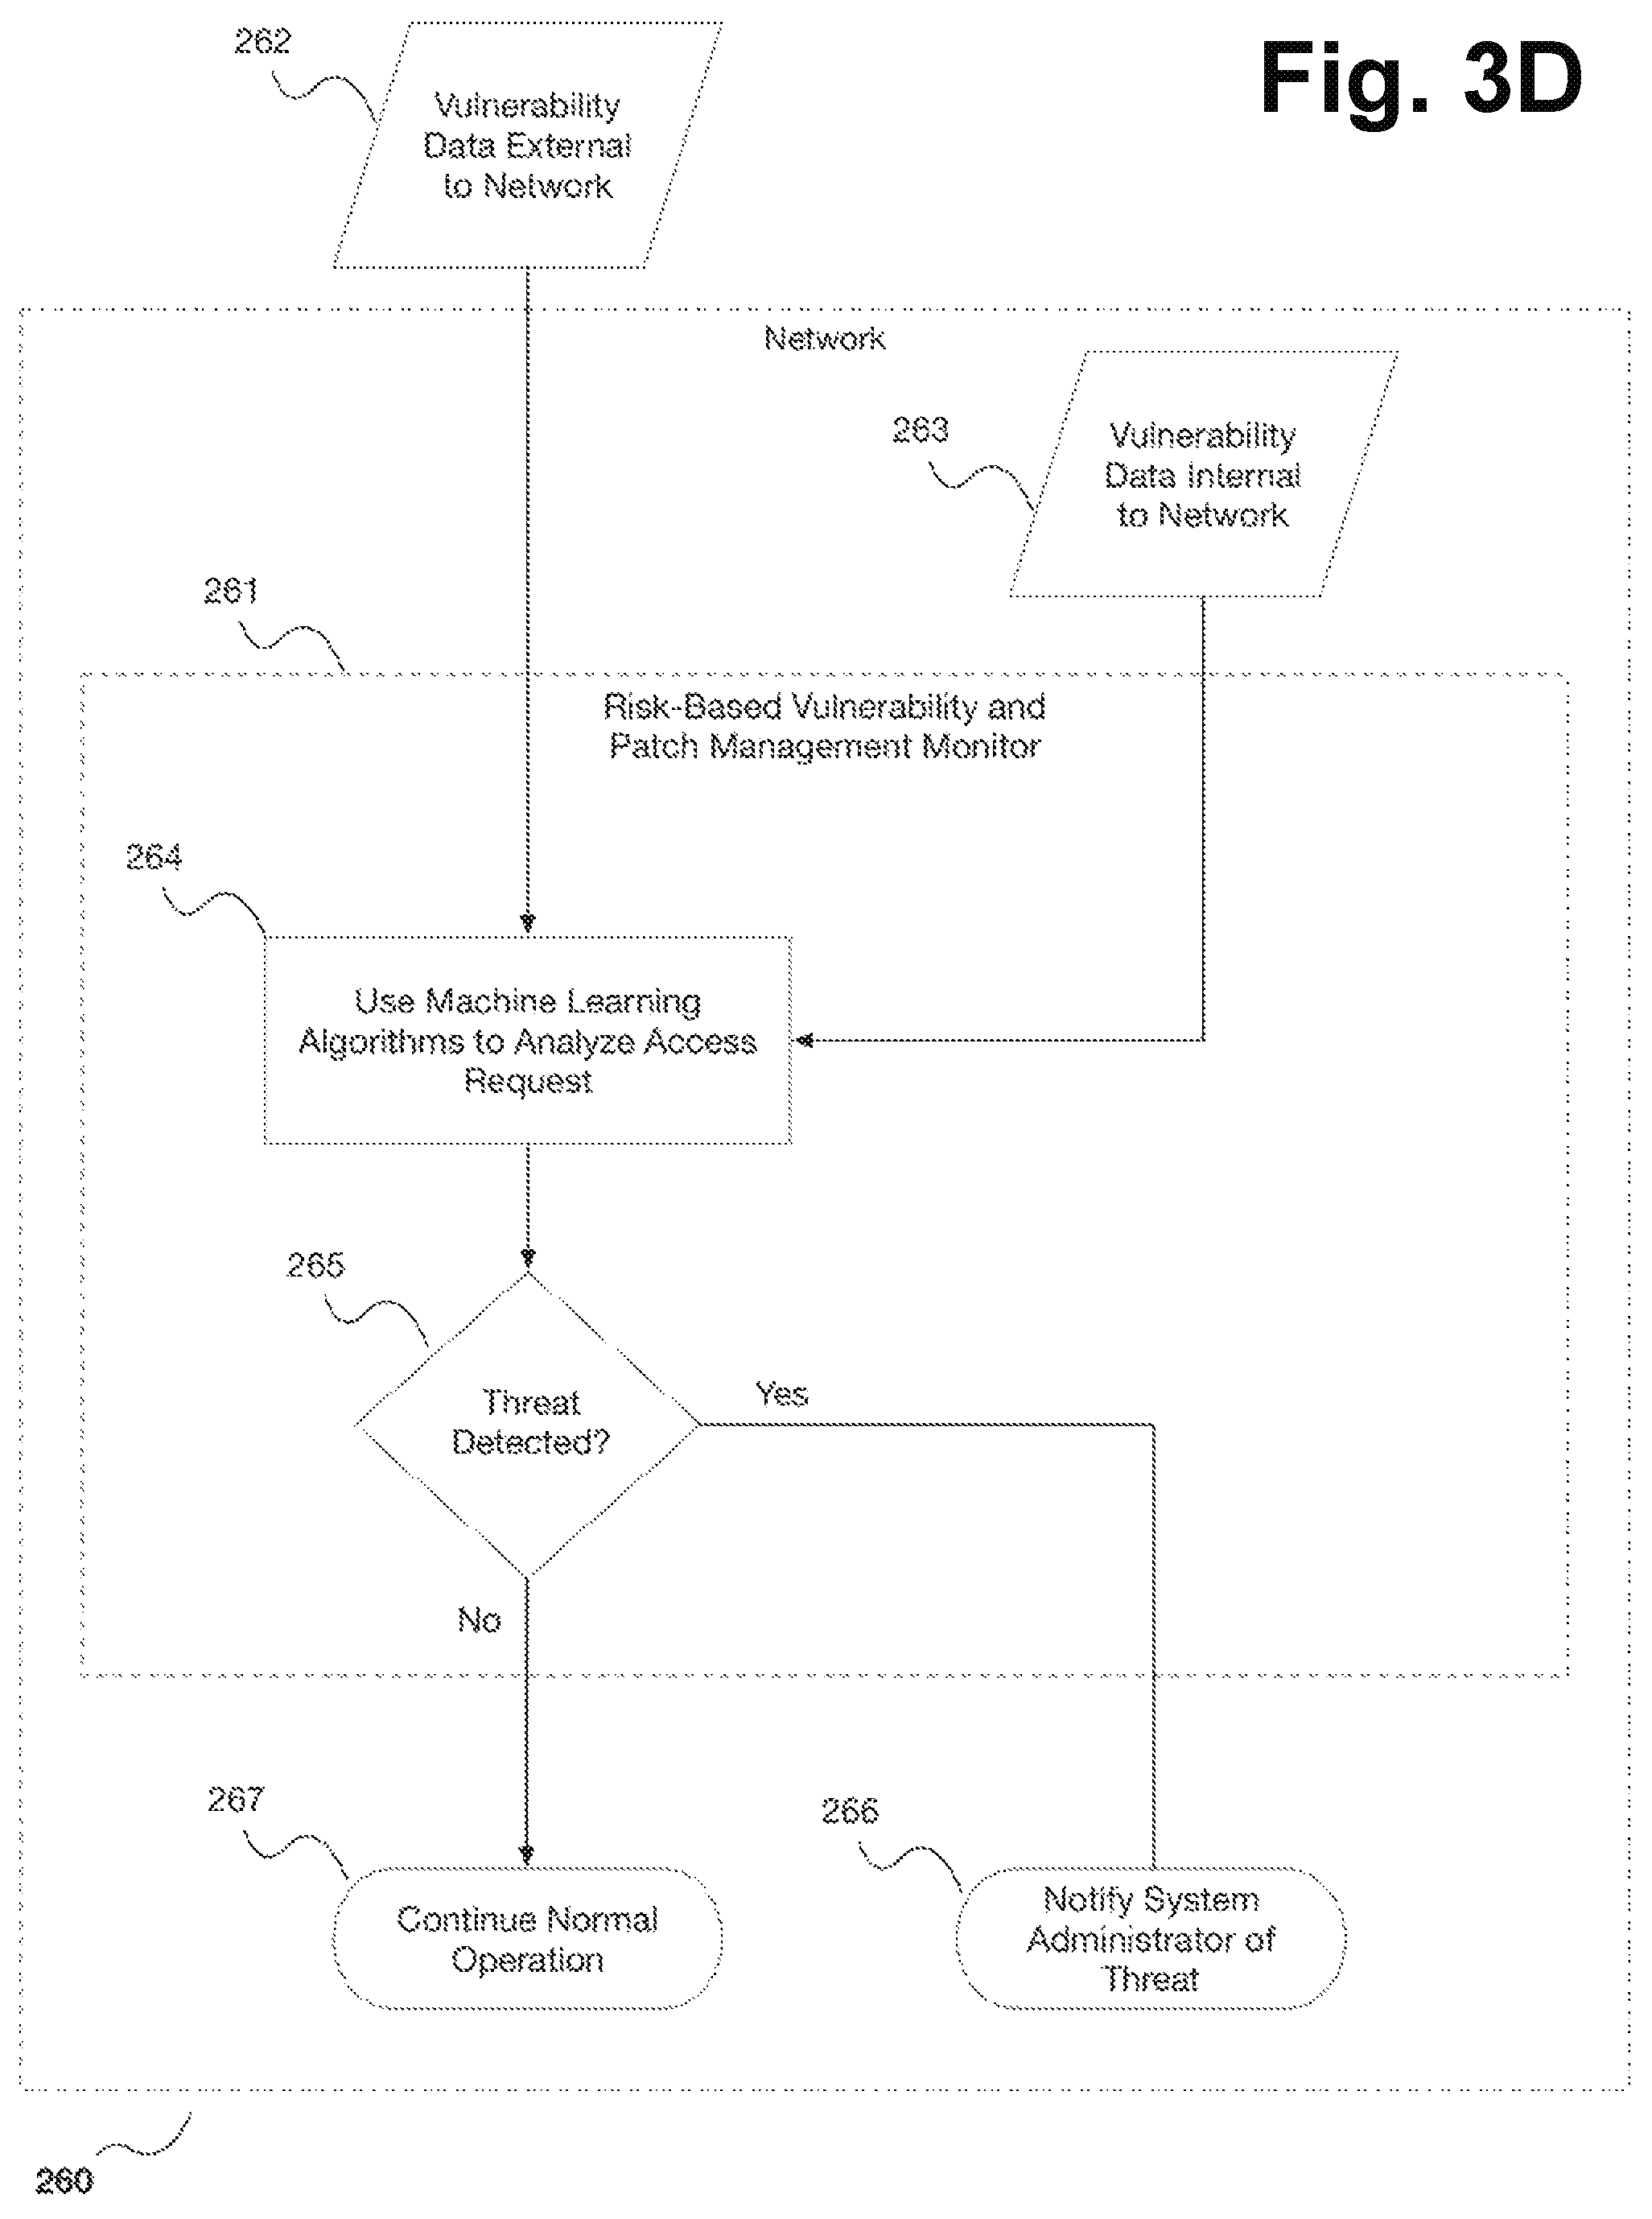 Fig. 3D
262
Vulnerability
Data External
to Network
Network
263
Vulnerability
Data Internal
to Network
261
Risk-Based Vulnerability and
Patch Management Monitor
264
Use Machine Learning
Algorithms to Analyze Access
Request
265
Threat
Detected?
Yes
No
267
Continue Normal
Operation
266
Notify System
Administrator of
Threat
260